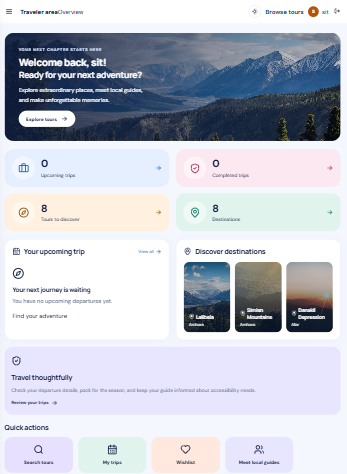 Traveler area Overview
Browse tours
S
sit
YOUR NEXT CHAPTER STARTS HERE
Welcome back, sit!
Ready for your next adventure?
Explore extraordinary places, meet local guides,
and make unforgettable memories.
Explore tours →
0
Upcoming trips
0
Completed trips
8
Tours to discover
8
Destinations
Your upcoming trip
View all →
Your next journey is waiting
You have no upcoming departures yet.
Find your adventure
Discover destinations
Lalibela
Amhara
Simien
Mountains
Amhara
Danakil
Depression
Afar
Travel thoughtfully
Check your departure details, pack for the season, and keep your guide informed about accessibility needs.
Review your trips →
Quick actions
Search tours
My trips
Wishlist
Meet local guides